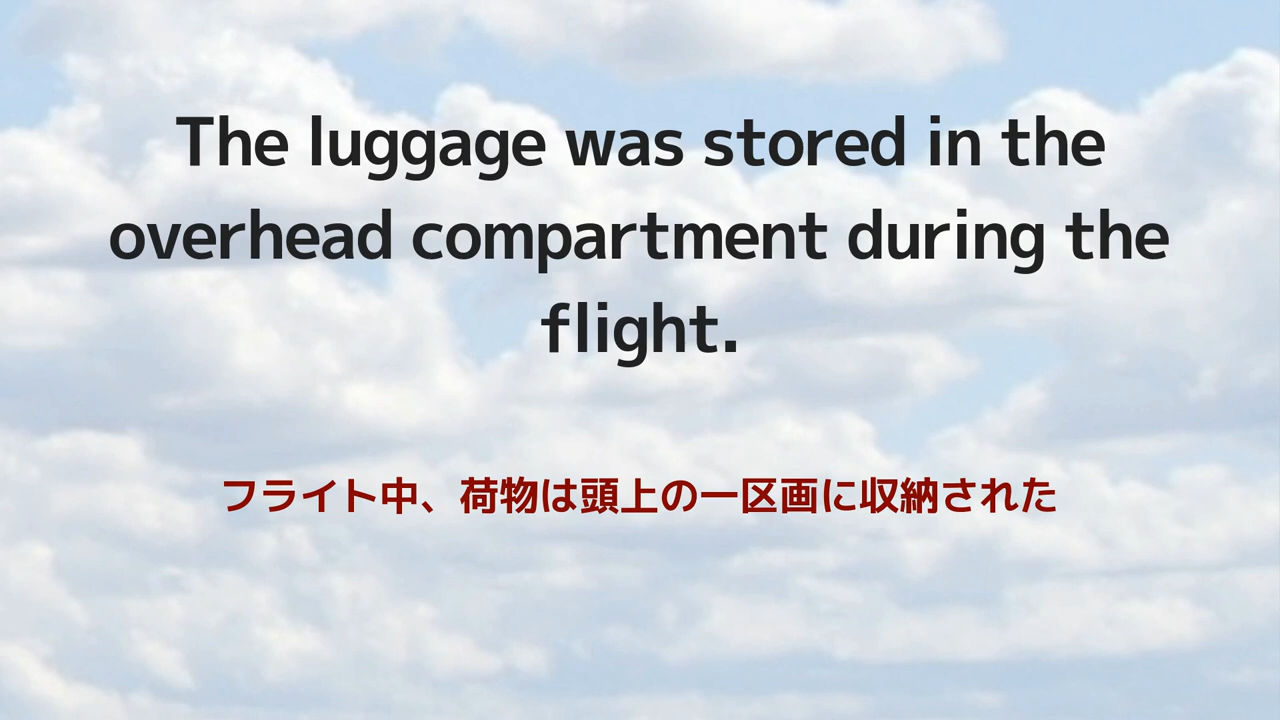 The luggage was stored in the
overhead compartment during the
flight.
フライト中、荷物は頭上の一区画に収納された